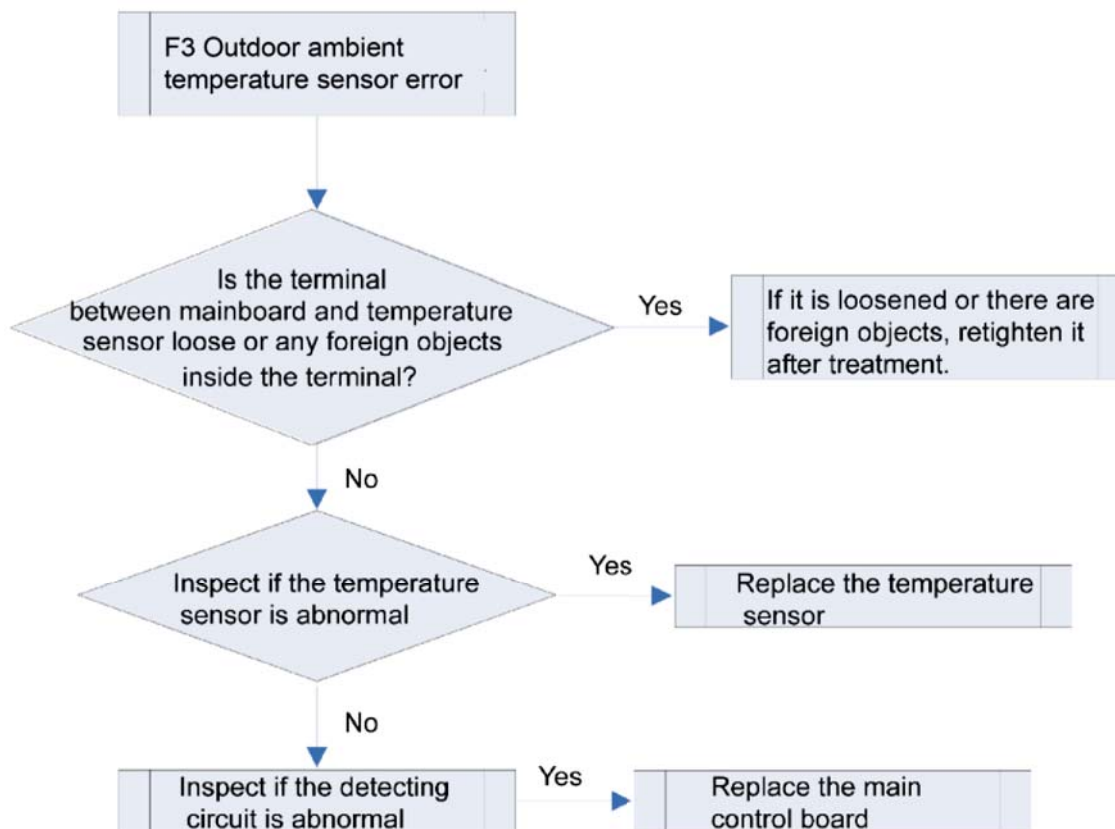 F3 Outdoor ambient
temperature sensor error
Is the terminal
between mainboard and temperature
sensor loose or any foreign objects
inside the terminal?
Yes
If it is loosened or there are
foreign objects, retighten it
after treatment.
No
Inspect if the temperature
sensor is abnormal
Yes
Replace the temperature
sensor
No
Inspect if the detecting
circuit is abnormal
Yes
Replace the main
control board